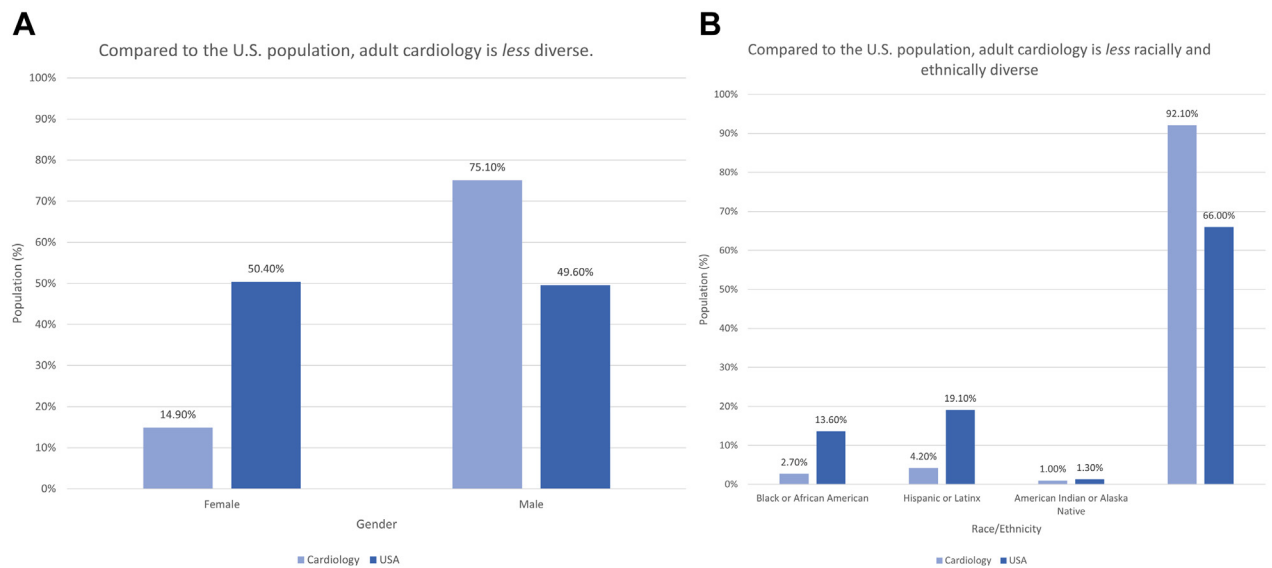 A
Compared to the U.S. population, adult cardiology is less diverse.
100%
90%
80%
70%
60%
50%
40%
30%
20%
10%
0%
Population (%)
14.90%
50.40%
75.10%
49.60%
Female
Male
Gender
Cardiology
USA
B
Compared to the U.S. population, adult cardiology is less racially and
ethnically diverse
100%
90%
80%
70%
60%
50%
40%
30%
20%
10%
0%
Population (%)
2.70%
13.60%
4.20%
19.10%
1.00%
1.30%
92.10%
66.00%
Black or African American
Hispanic or Latinx
American Indian or Alaska
Native
Race/Ethnicity
Cardiology
USA